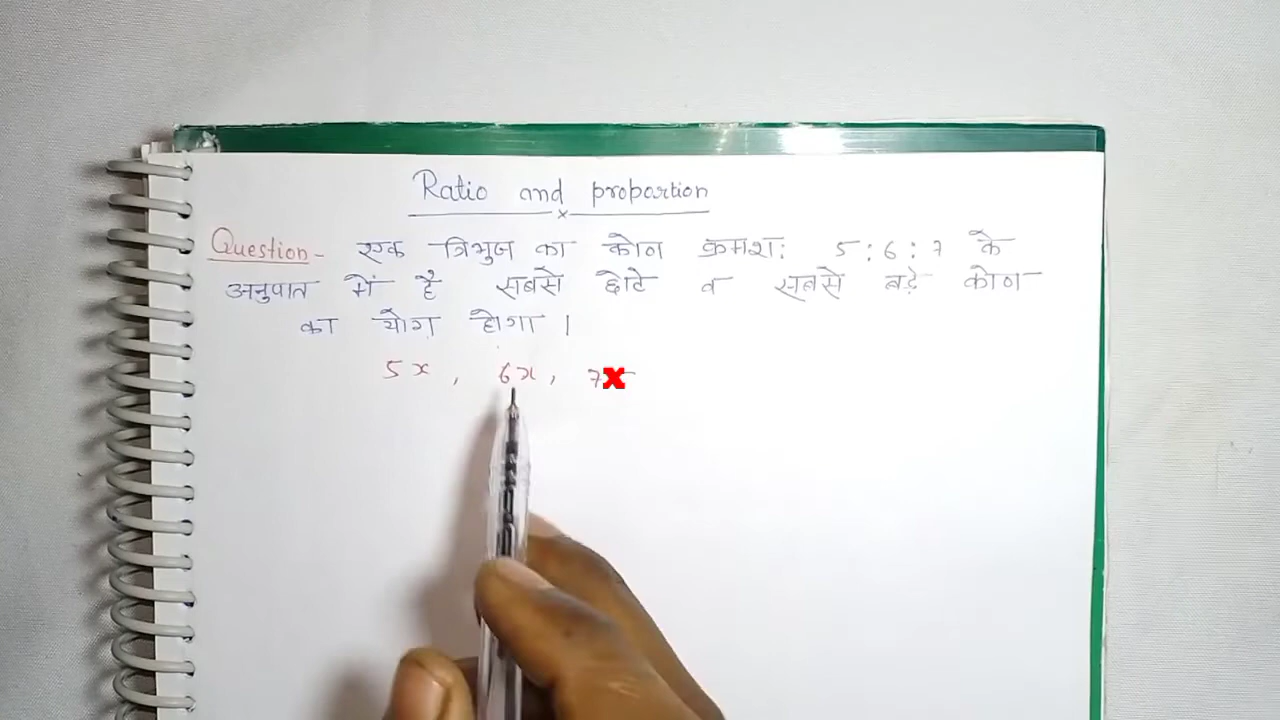 Ratio and proportion
Question - एक त्रिभुज का कोण क्रमश: 5 : 6 : 7 के
अनुपात में है सबसे छोटे व सबसे बड़े कोण
का योग होगा ।
5x , 6x , 7x